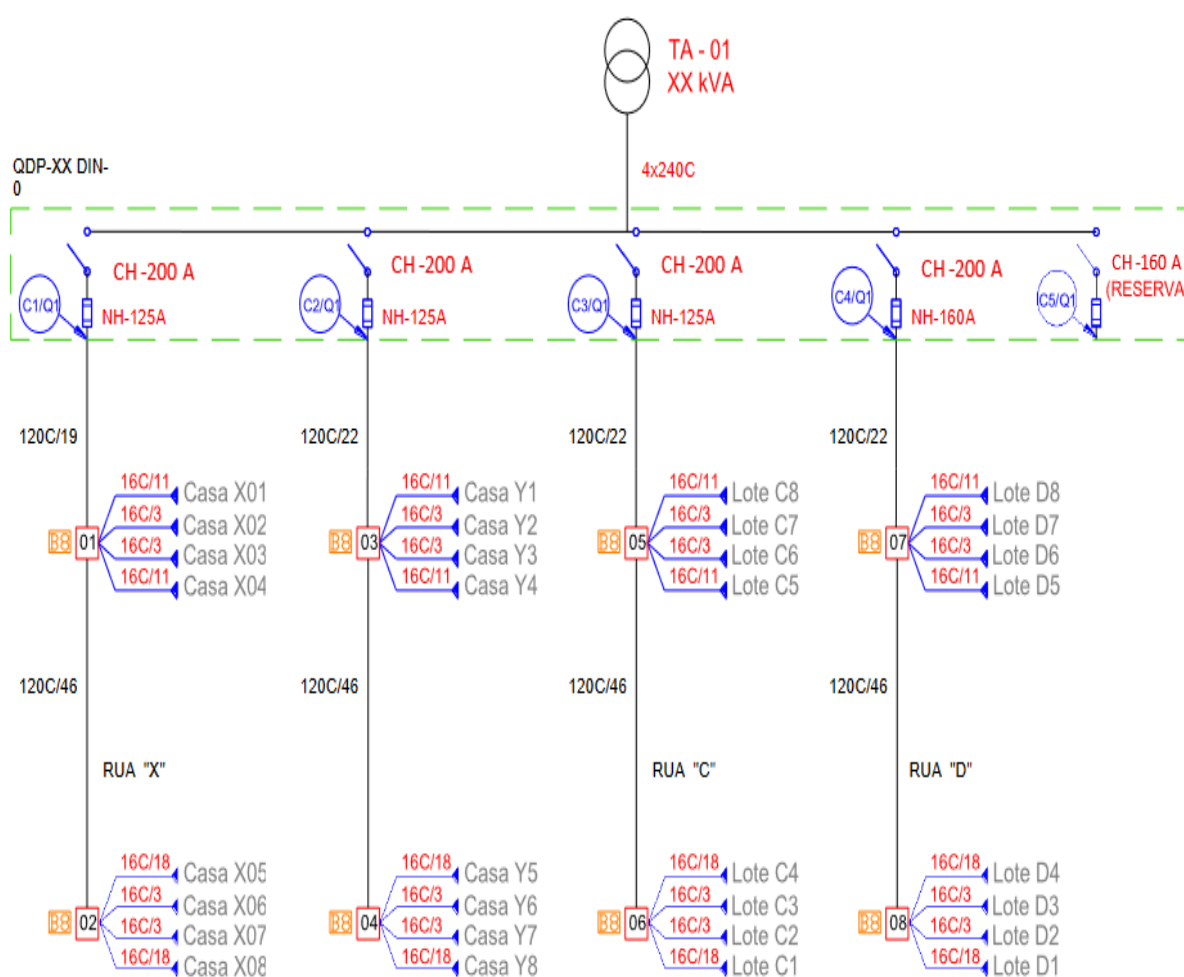 TA - 01
XX kVA
QDP-XX DIN-
0
4x240C
CH -200 A
CH -200 A
CH -200 A
CH -200 A
CH -160 A
(RESERVA
C1/Q1
C2/Q1
C3/Q1
C4/Q1
C5/Q1
NH-125A
NH-125A
NH-125A
NH-160A
120C/19
120C/22
120C/22
120C/22
16C/11 Casa X01
16C/3 Casa X02
16C/3 Casa X03
16C/11 Casa X04
B8 01
16C/11 Casa Y1
16C/3 Casa Y2
16C/3 Casa Y3
16C/11 Casa Y4
B8 03
16C/11 Lote C8
16C/3 Lote C7
16C/3 Lote C6
16C/11 Lote C5
B8 05
16C/11 Lote D8
16C/3 Lote D7
16C/3 Lote D6
16C/11 Lote D5
B8 07
120C/46
120C/46
120C/46
120C/46
RUA "X"
RUA "C"
RUA "D"
16C/18 Casa X05
16C/3 Casa X06
16C/3 Casa X07
16C/18 Casa X08
B8 02
16C/18 Casa Y5
16C/3 Casa Y6
16C/3 Casa Y7
16C/18 Casa Y8
B8 04
16C/18 Lote C4
16C/3 Lote C3
16C/3 Lote C2
16C/18 Lote C1
B8 06
16C/18 Lote D4
16C/3 Lote D3
16C/3 Lote D2
16C/18 Lote D1
B8 08